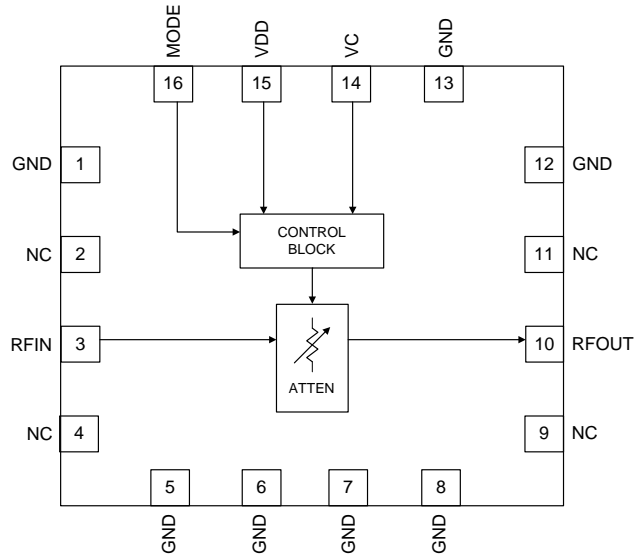 MODE
VDD
VC
GND
16
15
14
13
GND
1
12
GND
NC
2
CONTROL
BLOCK
11
NC
RFIN
3
ATTEN
10
RFOUT
NC
4
9
NC
5
6
7
8
GND
GND
GND
GND